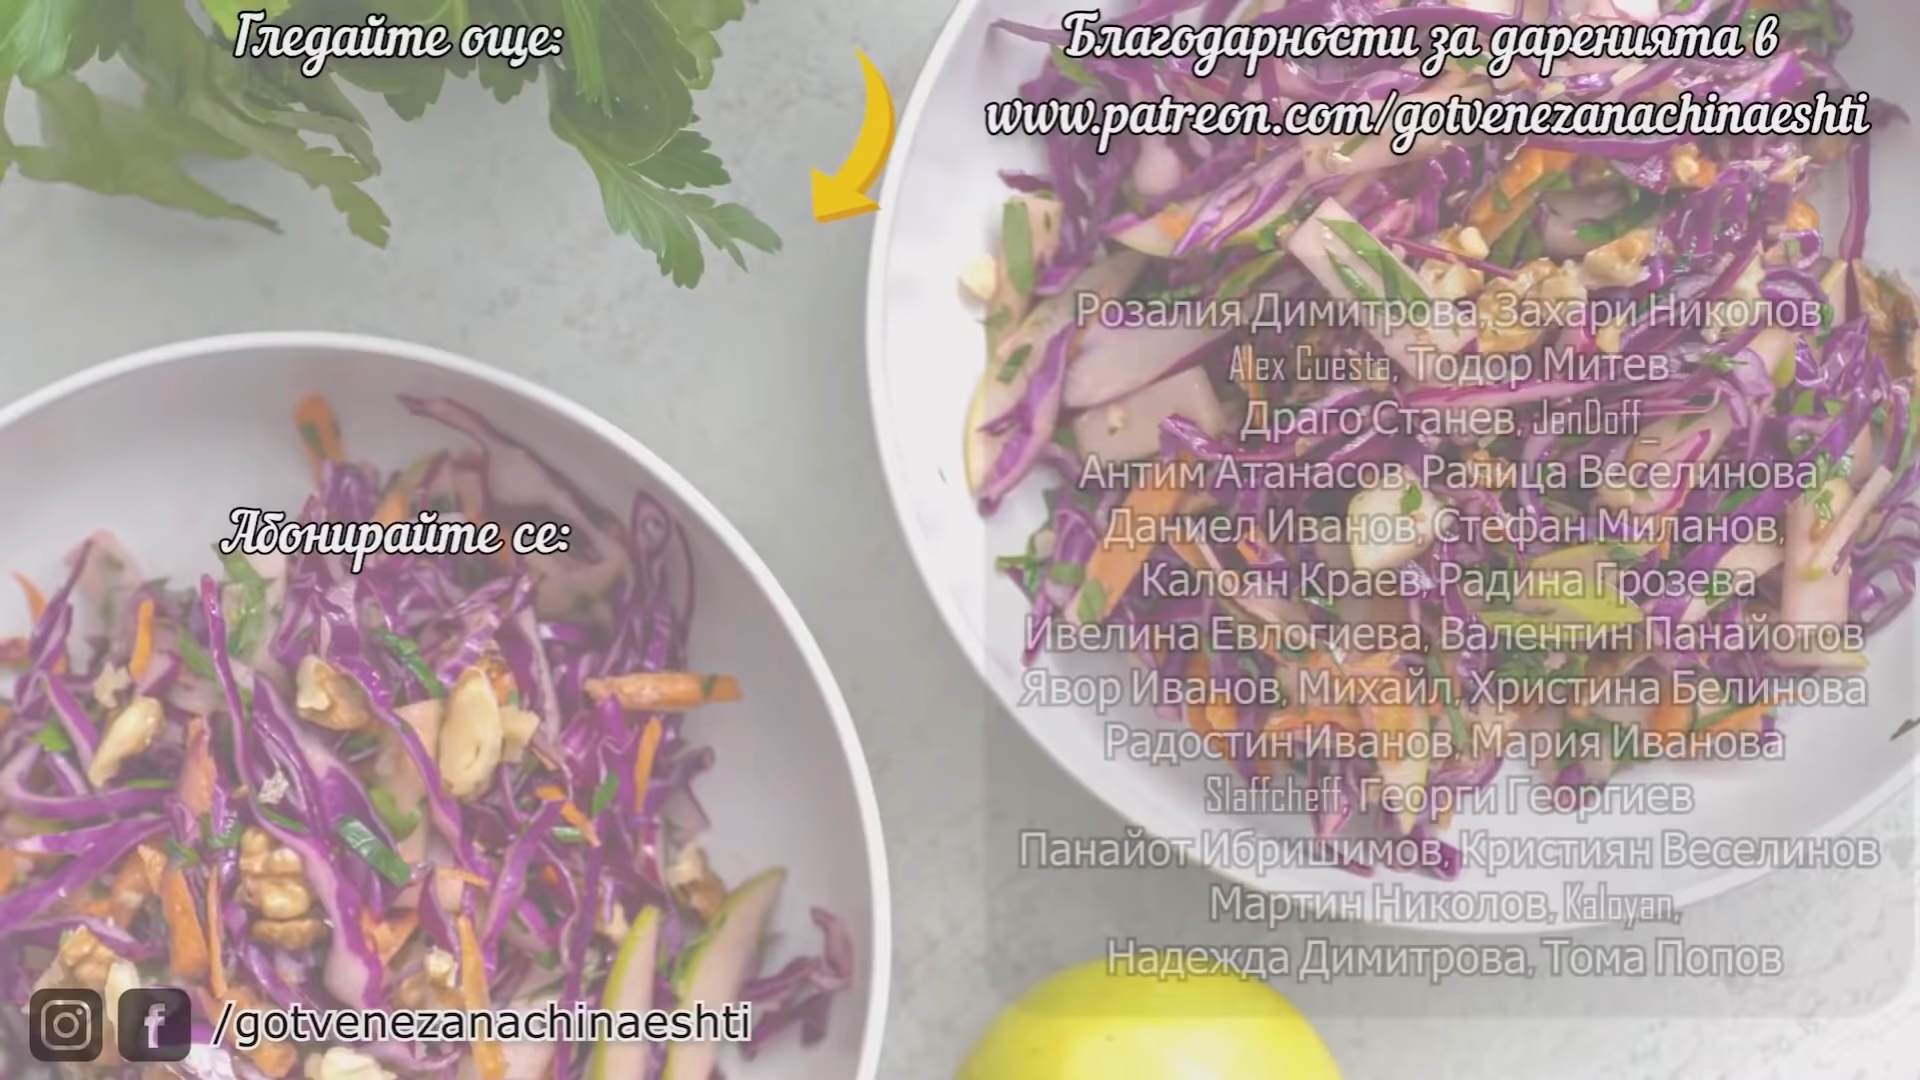 Гледайте още:
Благодарности за даренията в
www.patreon.com/gotvenezanachinaeshti
Розалия Димитрова, Захари Николов
Alex Cuesta, Тодор Митев
Драго Станев, JenDoff_
Антим Атанасов, Ралица Веселинова
Даниел Иванов, Стефан Миланов,
Калоян Краев, Радина Грозева
Ивелина Евлогиева, Валентин Панайотов
Явор Иванов, Михайл, Христина Белинова
Радостин Иванов, Мария Иванова
Slaffcheff, Георги Георгиев
Панайот Ибришимов, Кристиян Веселинов
Мартин Николов, Kaloyan,
Надежда Димитрова, Тома Попов
Абонирайте се:
/gotvenezanachinaeshti